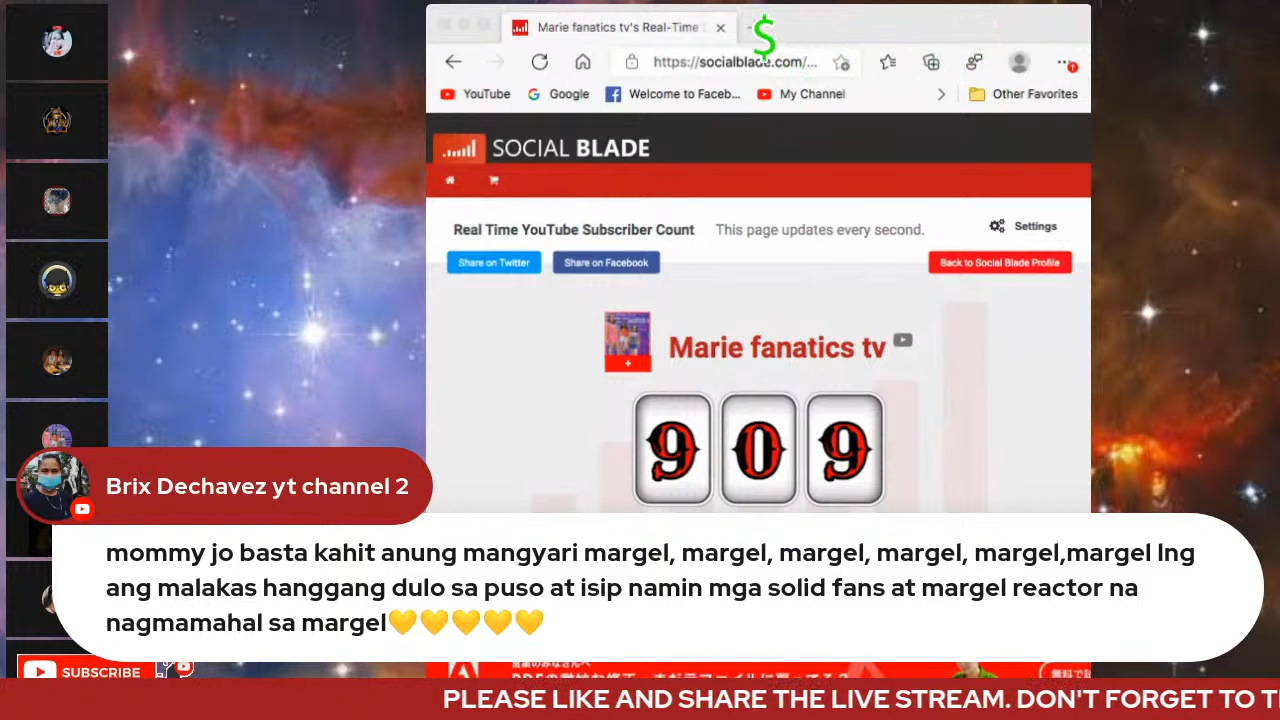 Marie fanatics tv's Real-Time
$
https://socialblade.com/...
YouTube
Google
Welcome to Faceb...
My Channel
Other Favorites
SOCIAL BLADE
Real Time YouTube Subscriber Count
This page updates every second.
Settings
Share on Twitter
Share on Facebook
Back to Social Blade Profile
Marie fanatics tv
+
909
Brix Dechavez yt channel 2
mommy jo basta kahit anung mangyari margel, margel, margel, margel, margel,margel lng
ang malakas hanggang dulo sa puso at isip namin mga solid fans at margel reactor na
nagmamahal sa margel💛💛💛💛💛
SUBSCRIBE
PLEASE LIKE AND SHARE THE LIVE STREAM. DON'T FORGET TO